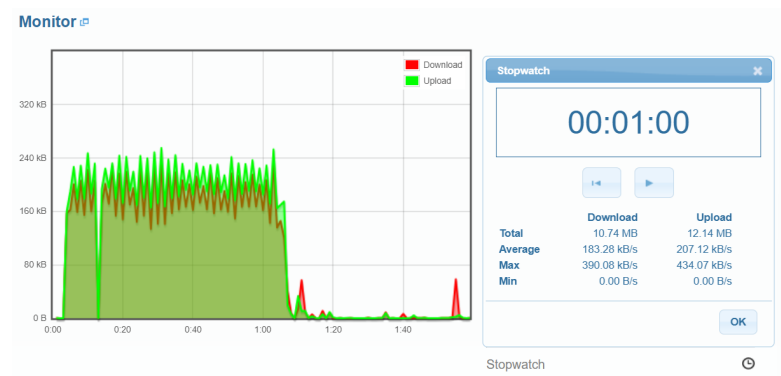 Monitor
Download
Upload
320 kB
240 kB
160 kB
80 kB
0 B
0:00 0:20 0:40 1:00 1:20 1:40
Stopwatch
00:01:00
Download Upload
Total 10.74 MB 12.14 MB
Average 183.28 kB/s 207.12 kB/s
Max 390.08 kB/s 434.07 kB/s
Min 0.00 B/s 0.00 B/s
OK
Stopwatch